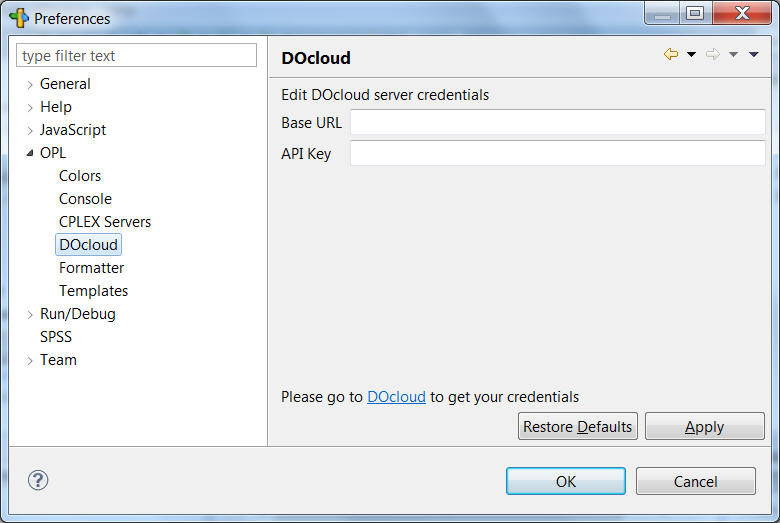 Preferences
type filter text
General
Help
JavaScript
OPL
Colors
Console
CPLEX Servers
DOcloud
Formatter
Templates
Run/Debug
SPSS
Team
DOcloud
Edit DOcloud server credentials
Base URL
API Key
Please go to DOcloud to get your credentials
Restore Defaults Apply
?
OK Cancel